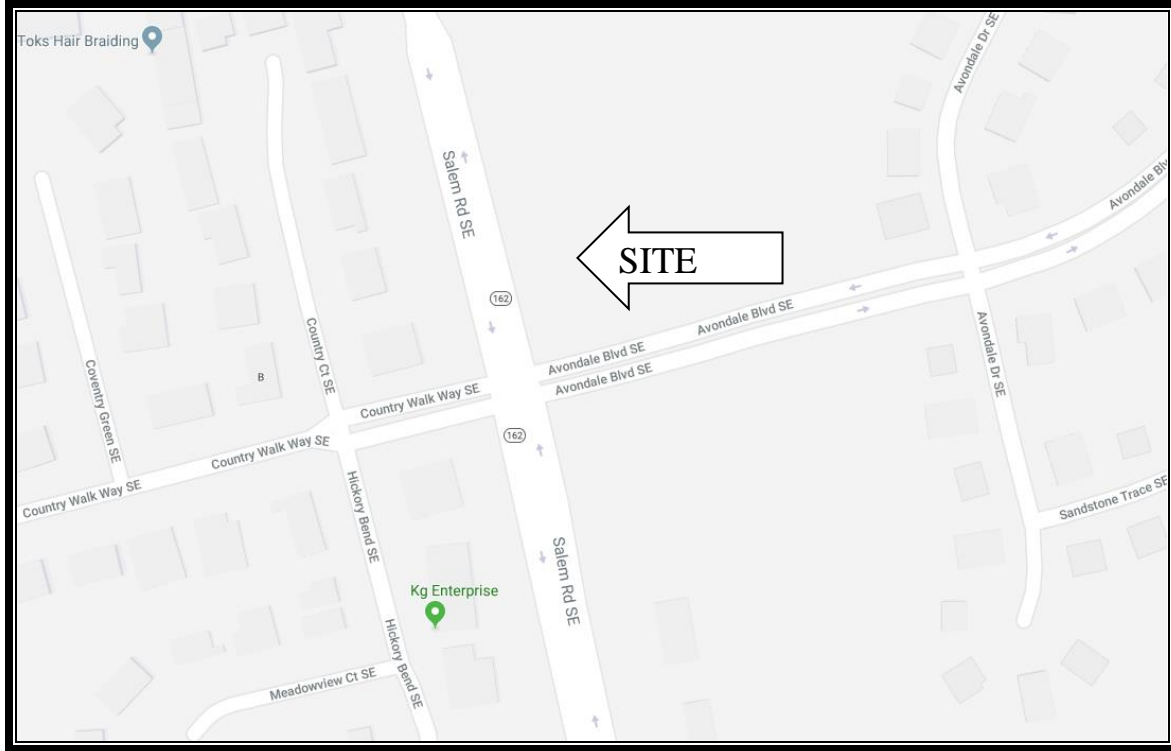 Toks Hair Braiding
Avondale Dr SE
Salem Rd SE
Avondale Blv
SITE
162
Avondale Blvd SE
Avondale Blvd SE
Avondale Blvd SE
Country Ct SE
Avondale Dr SE
Coventry Green SE
B
Country Walk Way SE
162
Country Walk Way SE
Country Walk Way SE
Hickory Bend SE
Sandstone Trace SE
Salem Rd SE
Kg Enterprise
Hickory Bend SE
Meadowview Ct SE